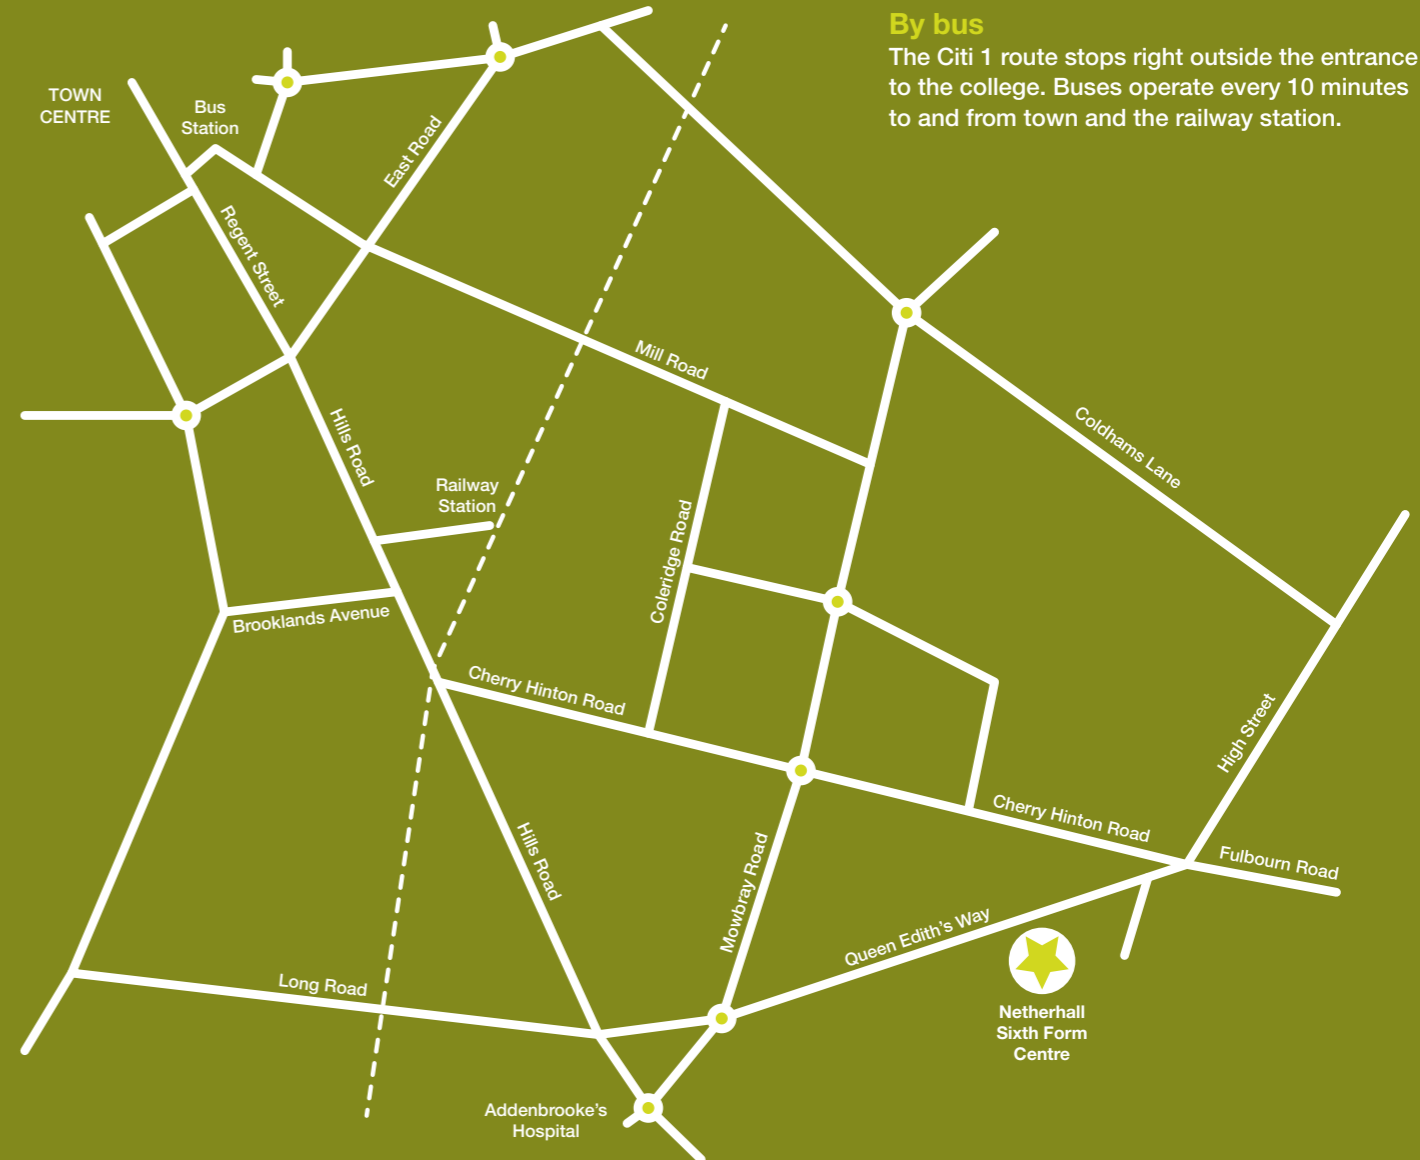 By bus
The Citi 1 route stops right outside the entrance
to the college. Buses operate every 10 minutes
to and from town and the railway station.
TOWN
CENTRE
Bus
Station
East Road
Regent Street
Mill Road
Hills Road
Coldhams Lane
Railway
Station
Coleridge Road
Brooklands Avenue
Cherry Hinton Road
High Street
Cherry Hinton Road
Hills Road
Mowbray Road
Fulbourn Road
Queen Edith's Way
Long Road
Netherhall
Sixth Form
Centre
Addenbrooke's
Hospital